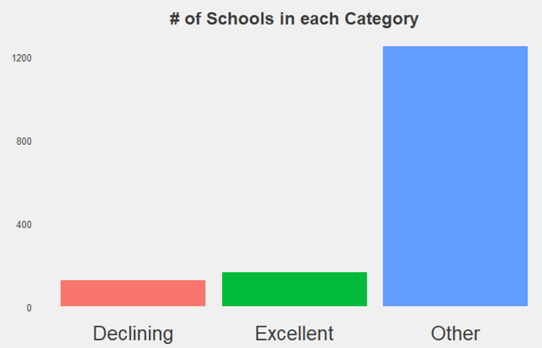 # of Schools in each Category
1200
800
400
0
Declining Excellent Other